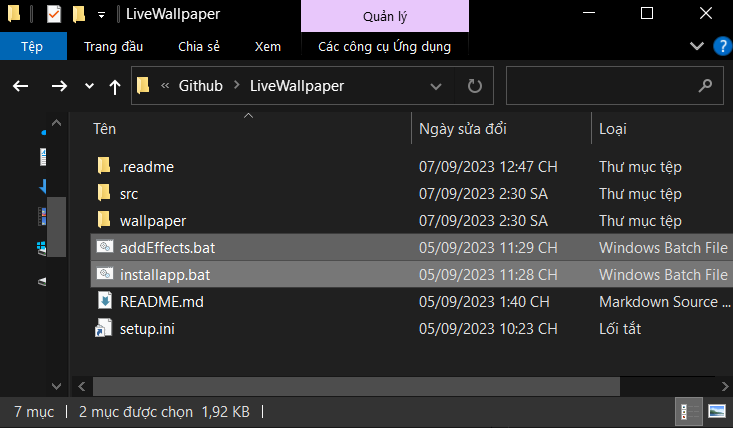 LiveWallpaper
Quản lý
Tệp Trang đầu Chia sẻ Xem Các công cụ Ứng dụng
« Github > LiveWallpaper
Tên Ngày sửa đổi Loại
.readme 07/09/2023 12:47 CH Thư mục tệp
src 07/09/2023 2:30 SA Thư mục tệp
wallpaper 07/09/2023 2:30 SA Thư mục tệp
addEffects.bat 05/09/2023 11:29 CH Windows Batch File
installapp.bat 05/09/2023 11:28 CH Windows Batch File
README.md 05/09/2023 1:40 CH Markdown Source ...
setup.ini 05/09/2023 10:23 CH Lối tắt
7 mục 2 mục được chọn 1,92 KB